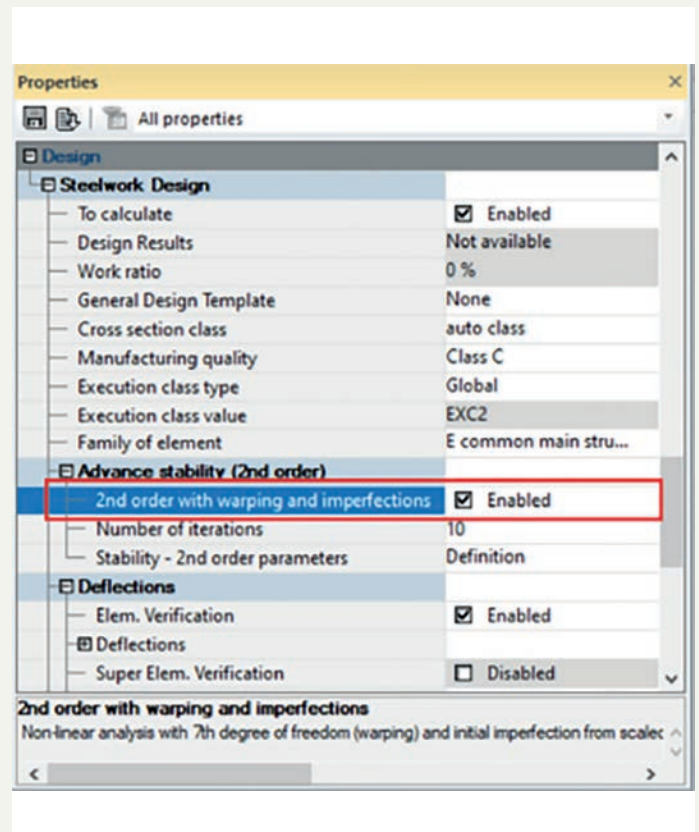 Properties
All properties
Design
Steelwork Design
To calculate Enabled
Design Results Not available
Work ratio 0 %
General Design Template None
Cross section class auto class
Manufacturing quality Class C
Execution class type Global
Execution class value EXC2
Family of element E common main stru...
Advance stability (2nd order)
2nd order with warping and imperfections Enabled
Number of iterations 10
Stability - 2nd order parameters Definition
Deflections
Elem. Verification Enabled
Deflections
Super Elem. Verification Disabled
2nd order with warping and imperfections
Non-linear analysis with 7th degree of freedom (warping) and initial imperfection from